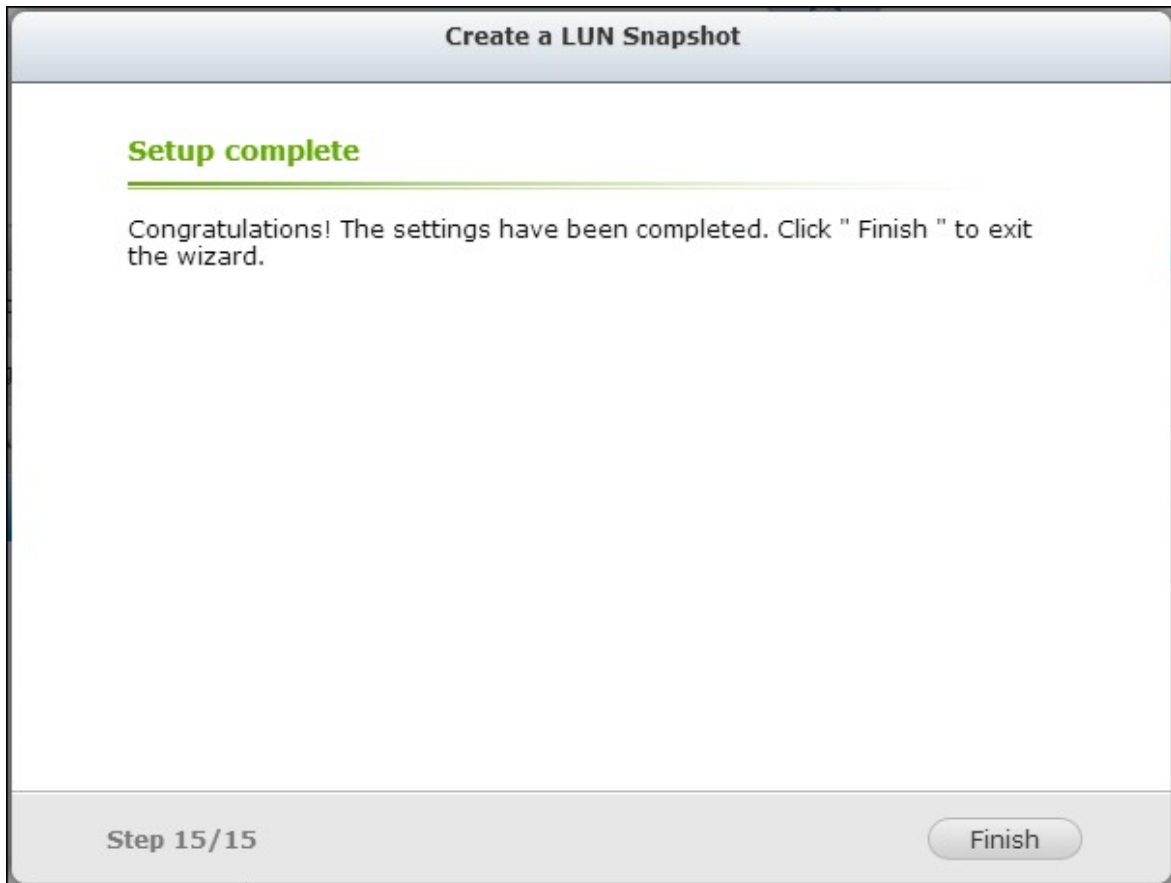 Create a LUN Snapshot
Setup complete
Congratulations! The settings have been completed. Click " Finish " to exit
the wizard.
Step 15/15
Finish